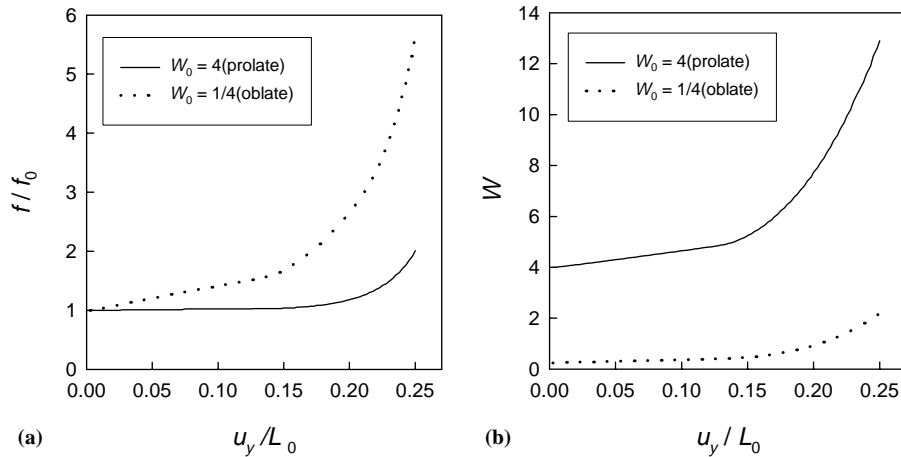 6
5
4
3
2
1
0
f / f0
W0 = 4(prolate)
W0 = 1/4(oblate)
0.00 0.05 0.10 0.15 0.20 0.25
(a) uy /L0
14
12
10
8
6
4
2
0
W
W0 = 4(prolate)
W0 = 1/4(oblate)
0.00 0.05 0.10 0.15 0.20 0.25
(b) uy / L0